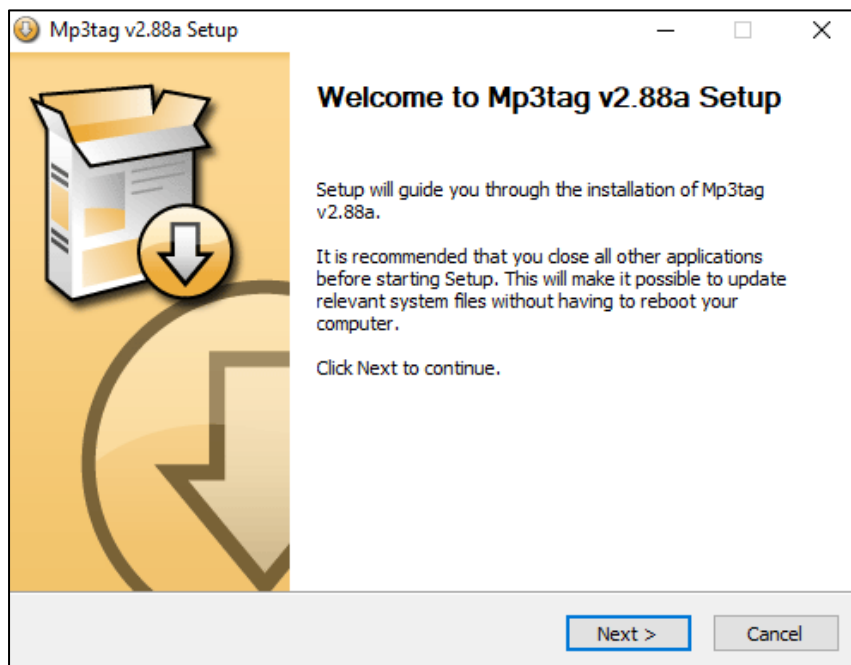 Mp3tag v2.88a Setup
Welcome to Mp3tag v2.88a Setup
Setup will guide you through the installation of Mp3tag
v2.88a.
It is recommended that you close all other applications
before starting Setup. This will make it possible to update
relevant system files without having to reboot your
computer.
Click Next to continue.
Next >
Cancel